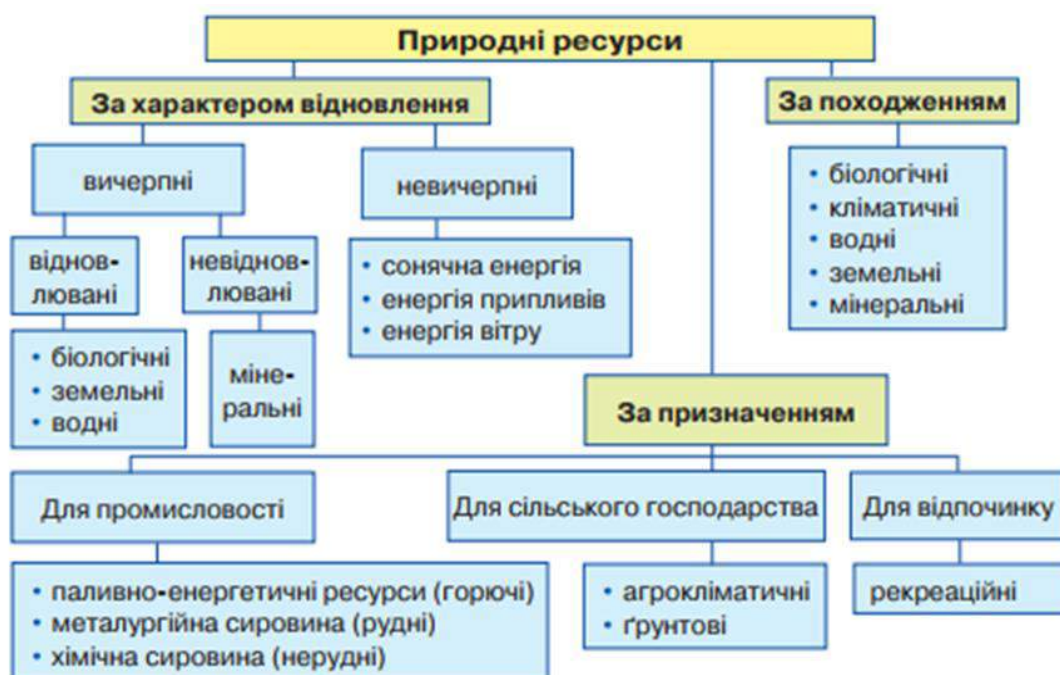 Природні ресурси
За характером відновлення
За походженням
вичерпні
невичерпні
віднов-
лювані
невіднов-
лювані
• біологічні
• земельні
• водні
міне-
ральні
• сонячна енергія
• енергія припливів
• енергія вітру
• біологічні
• кліматичні
• водні
• земельні
• мінеральні
За призначенням
Для промисловості
Для сільського господарства
Для відпочинку
• паливно-енергетичні ресурси (горючі)
• металургійна сировина (рудні)
• хімічна сировина (нерудні)
• агрокліматичні
• ґрунтові
рекреаційні